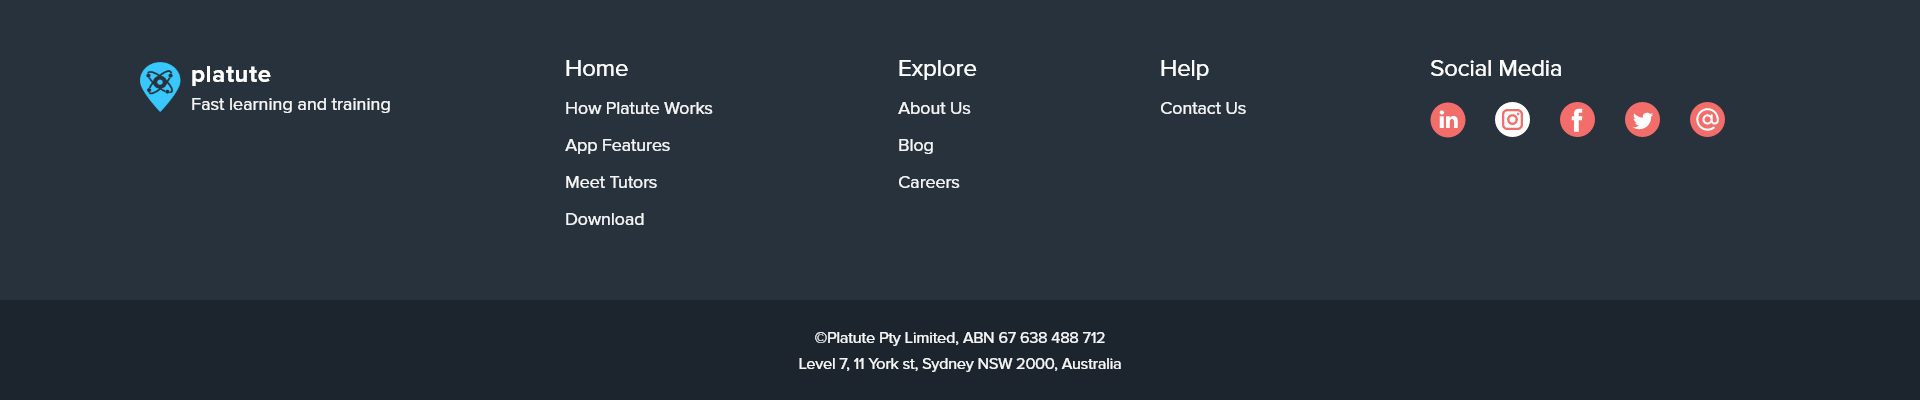 platute
Fast learning and training
Home
How Platute Works
App Features
Meet Tutors
Download
Explore
About Us
Blog
Careers
Help
Contact Us
Social Media
©Platute Pty Limited, ABN 67 638 488 712
Level 7, 11 York st, Sydney NSW 2000, Australia